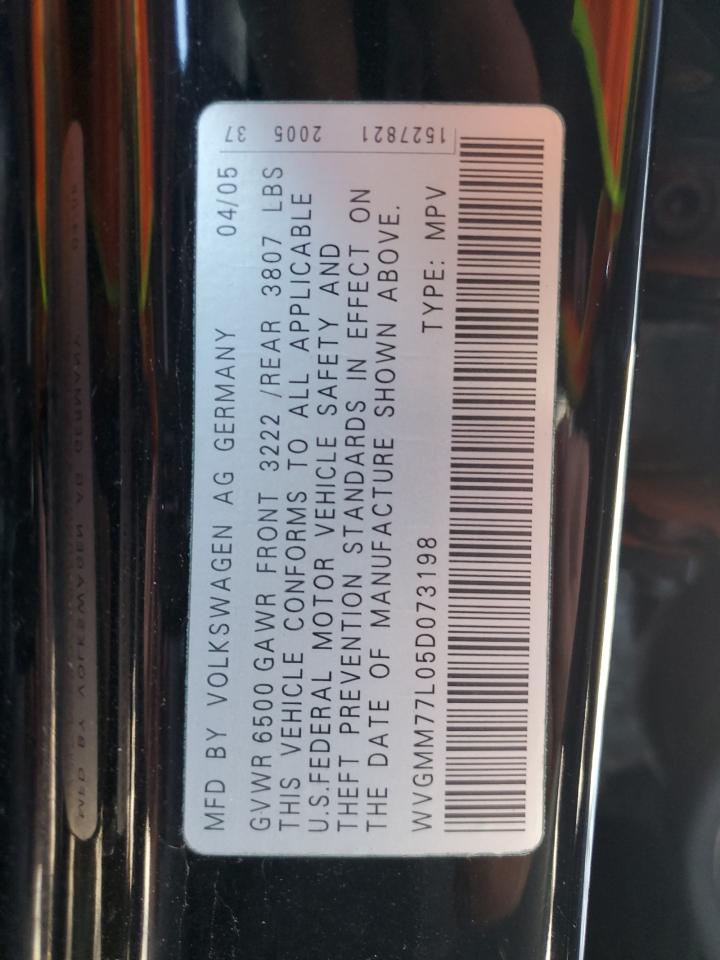 MFD BY VOLKSWAGEN AG GERMANY 04/05
GVWR 6500 GAWR FRONT 3222 /REAR 3807 LBS
THIS VEHICLE CONFORMS TO ALL APPLICABLE
U.S.FEDERAL MOTOR VEHICLE SAFETY AND
THEFT PREVENTION STANDARDS IN EFFECT ON
THE DATE OF MANUFACTURE SHOWN ABOVE.
WVGMM77L05D073198 TYPE: MPV
1527821 2005 37